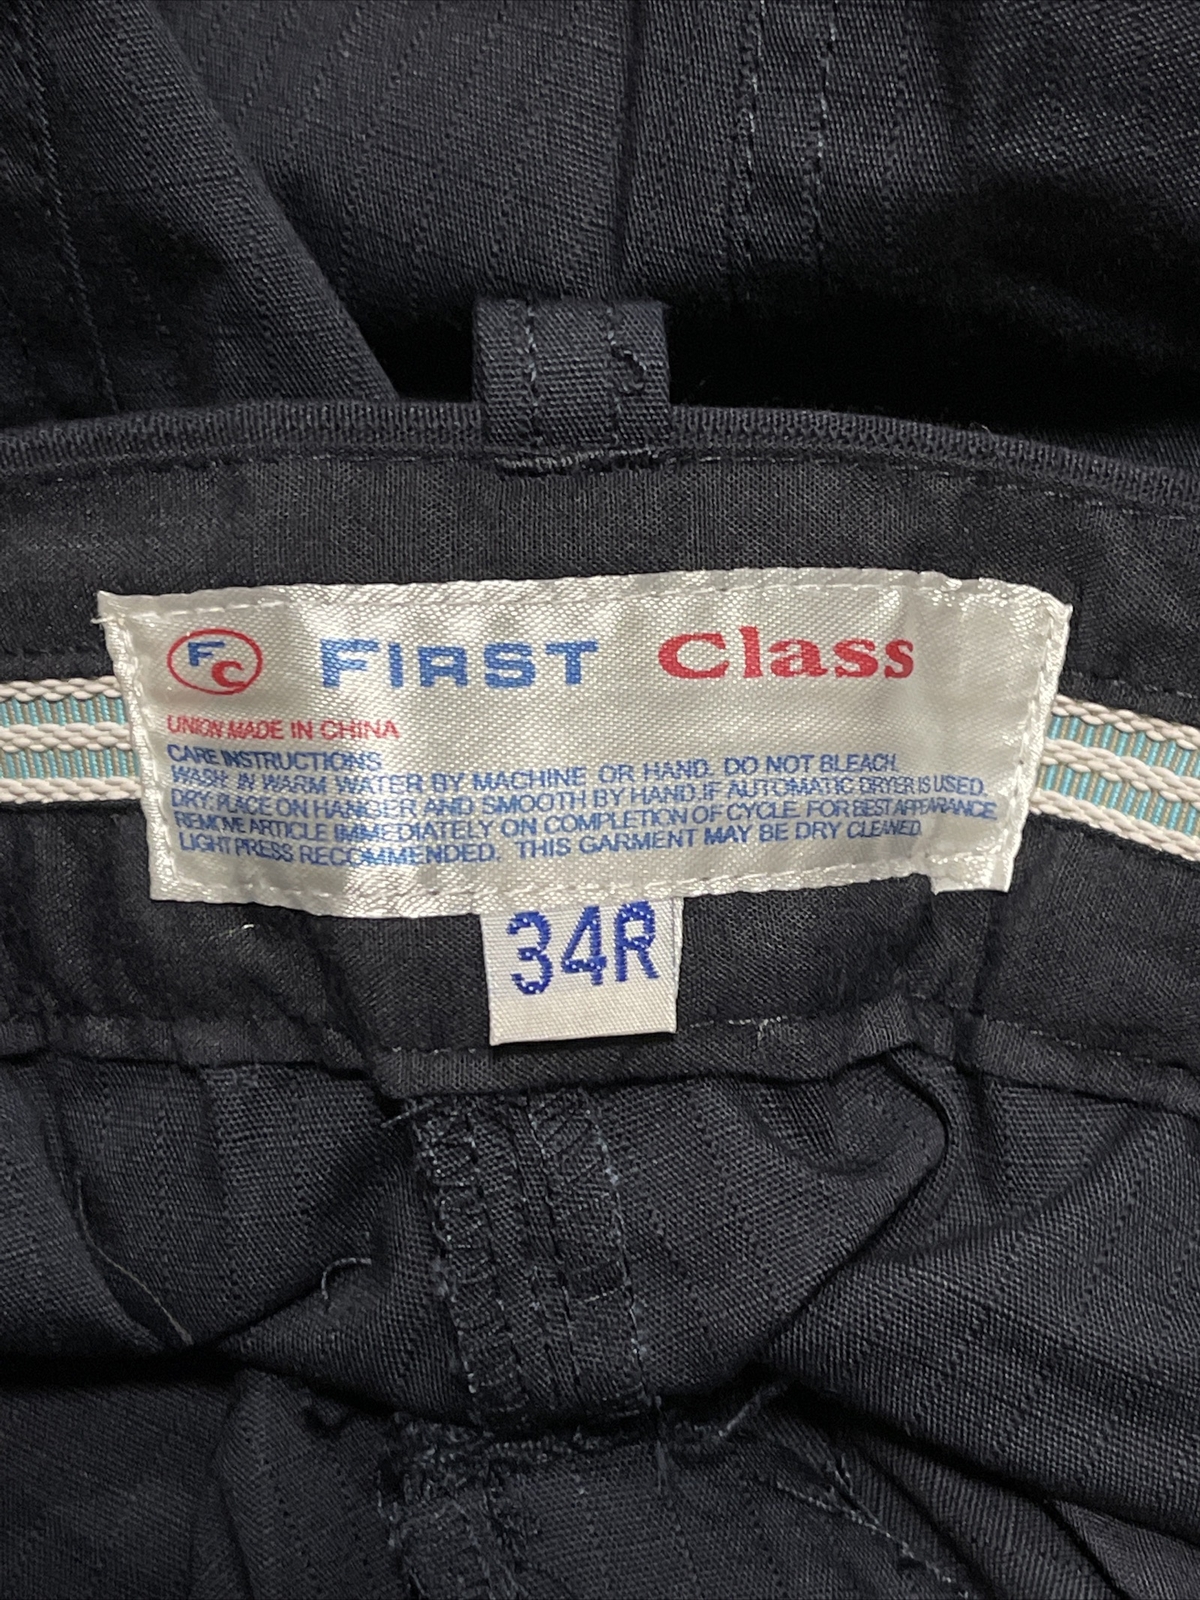 FC FIRST Class
UNION MADE IN CHINA
CARE INSTRUCTIONS
WASH: IN WARM WATER BY MACHINE OR HAND. DO NOT BLEACH.
DRY: PLACE ON HANGER AND SMOOTH BY HAND.IF AUTOMATIC DRYER IS USED.
REMOVE ARTICLE IMMEDIATELY ON COMPLETION OF CYCLE. FOR BEST APPEARANCE,
LIGHT PRESS RECOMMENDED. THIS GARMENT MAY BE DRY CLEANED.
34R